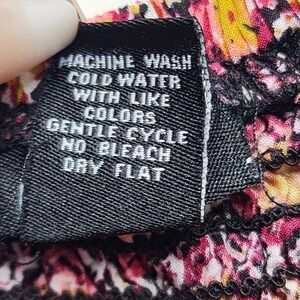 MACHINE WASH
COLD WATER
WITH LIKE
COLORS
GENTLE CYCLE
NO BLEACH
DRY FLAT